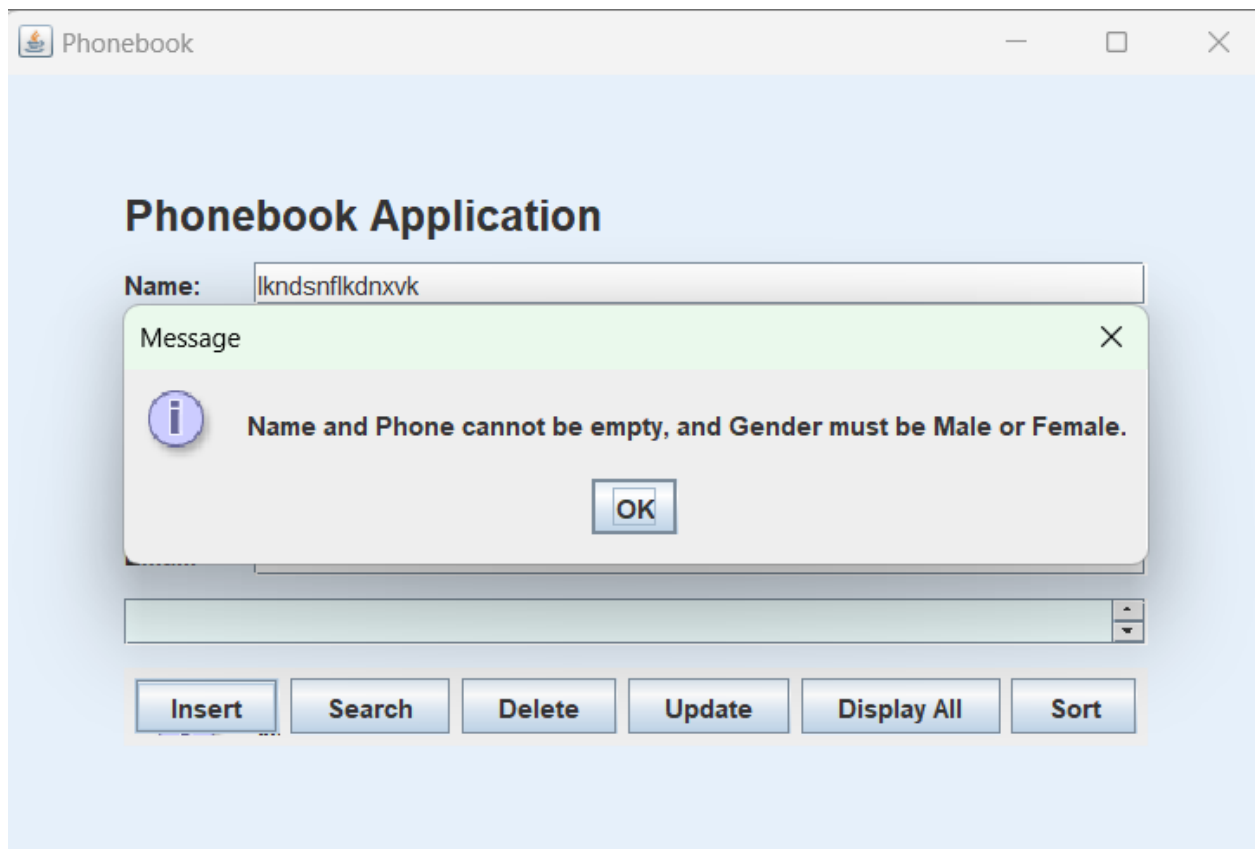 Phonebook
Phonebook Application
Name: lkndsnflkdnxvk
Message
Name and Phone cannot be empty, and Gender must be Male or Female.
OK
Insert Search Delete Update Display All Sort